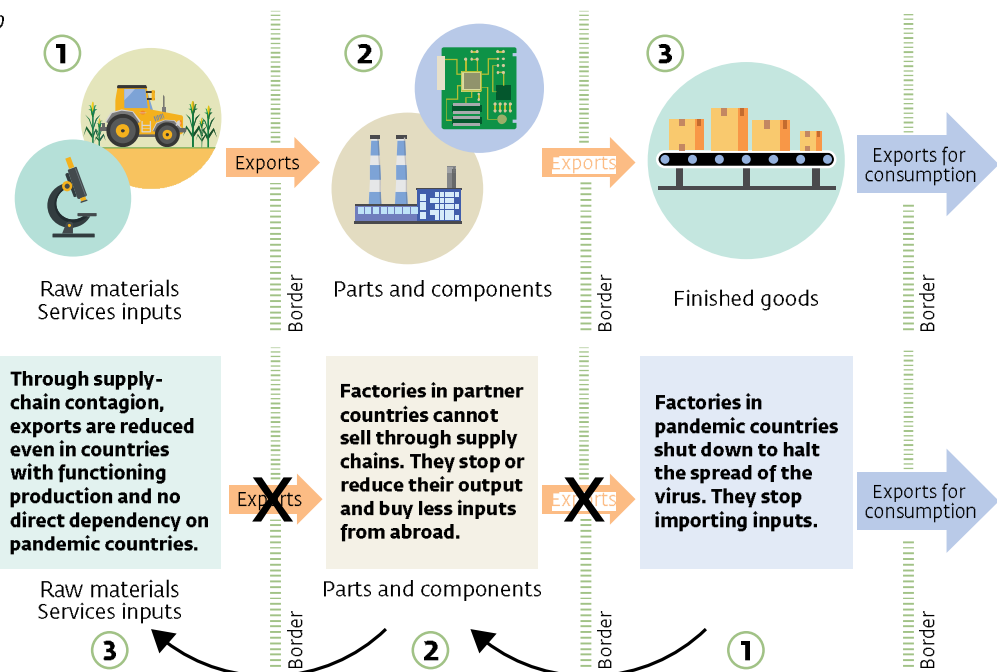 1
2
3
Exports
Exports
Exports for
consumption
Raw materials
Services inputs
Border
Parts and components
Border
Finished goods
Border
Through supply-
chain contagion,
exports are reduced
even in countries
with functioning
production and no
direct dependency on
pandemic countries.
Exports
Factories in partner
countries cannot
sell through supply
chains. They stop or
reduce their output
and buy less inputs
from abroad.
Exports
Factories in
pandemic countries
shut down to halt
the spread of the
virus. They stop
importing inputs.
Exports for
consumption
Raw materials
Services inputs
Parts and components
Border
Border
Border
3
2
1